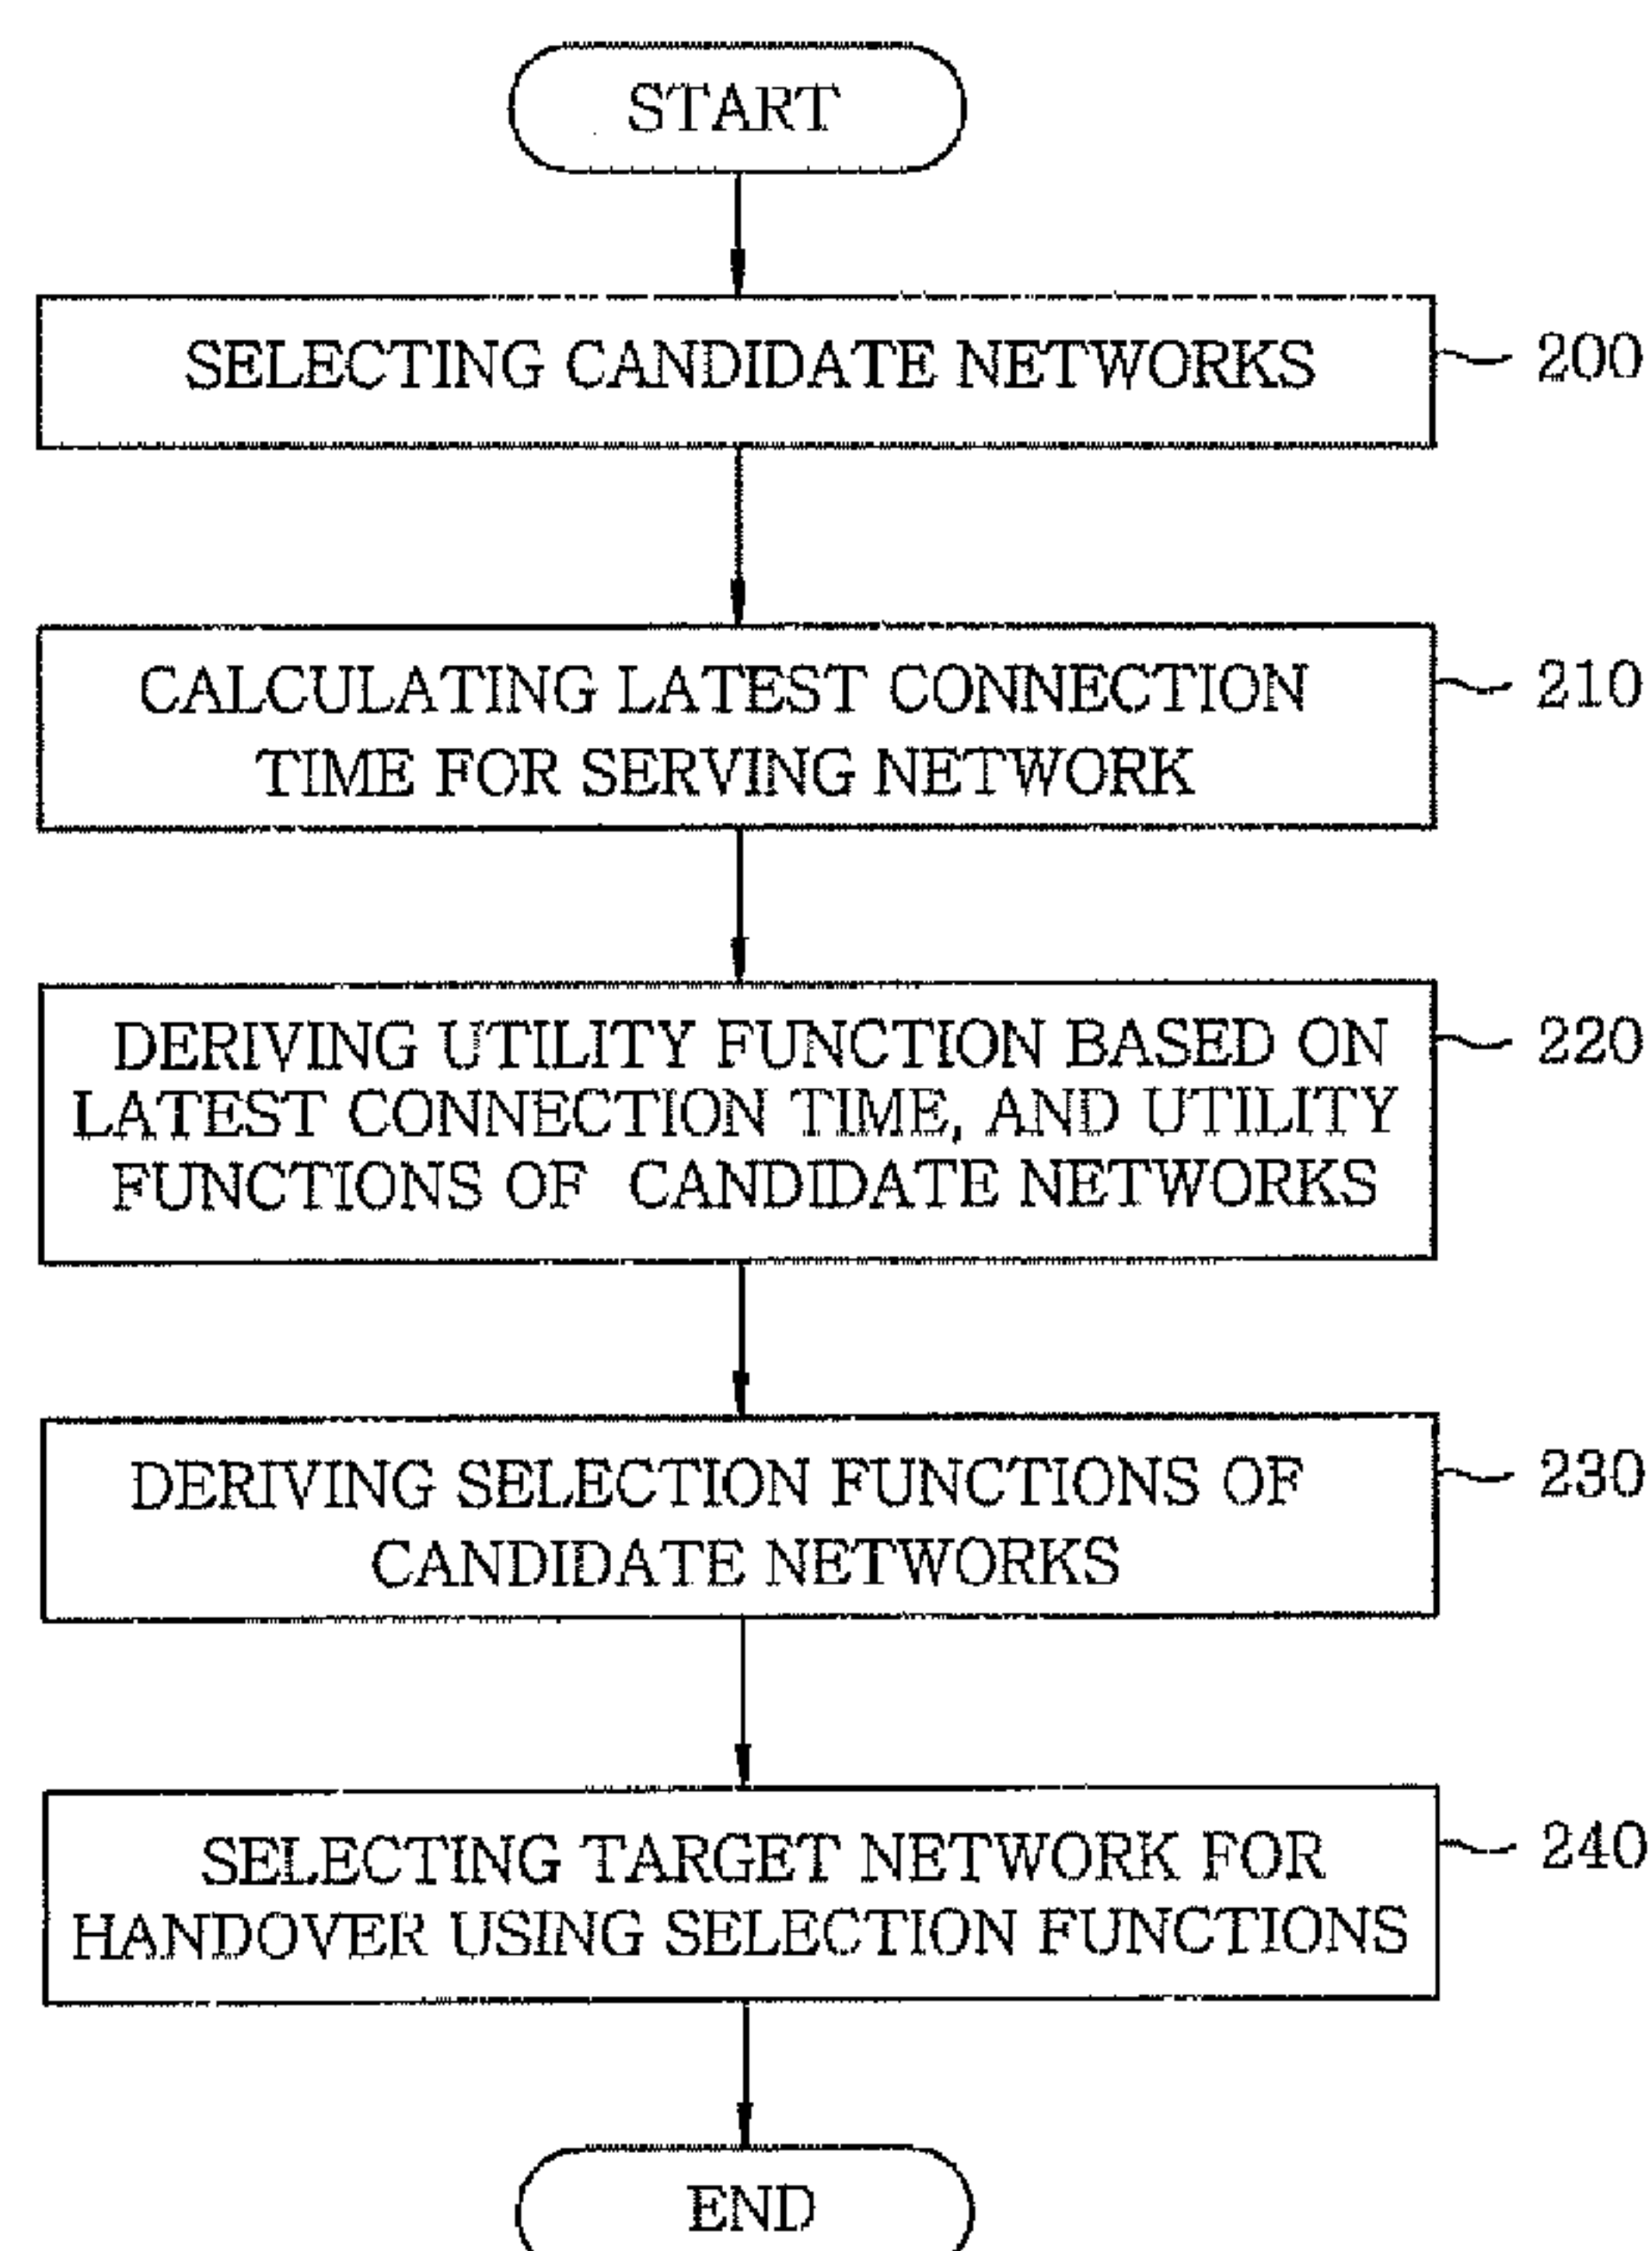 START
SELECTING CANDIDATE NETWORKS
200
CALCULATING LATEST CONNECTION
TIME FOR SERVING NETWORK
210
DERIVING UTILITY FUNCTION BASED ON
LATEST CONNECTION TIME, AND UTILITY
FUNCTIONS OF CANDIDATE NETWORKS
220
DERIVING SELECTION FUNCTIONS OF
CANDIDATE NETWORKS
230
SELECTING TARGET NETWORK FOR
HANDOVER USING SELECTION FUNCTIONS
240
END